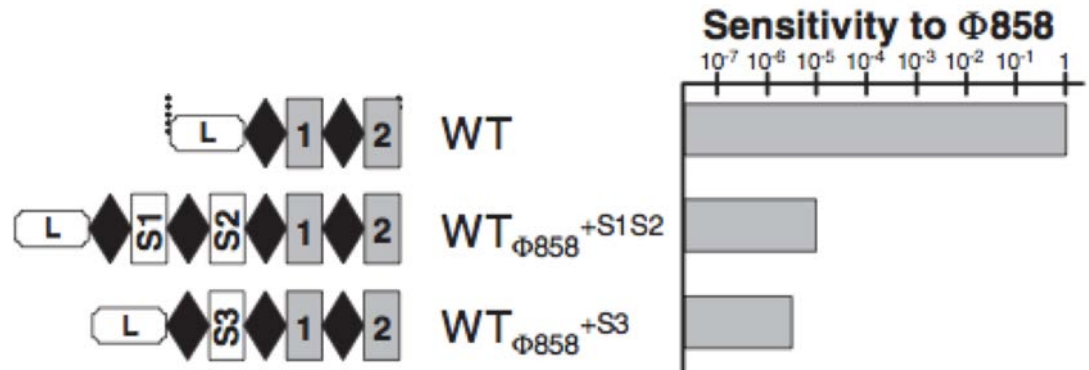 Sensitivity to Φ858
10-7 10-6 10-5 10-4 10-3 10-2 10-1 1
L 1 2 WT
L S1 S2 1 2 WTΦ858+S1S2
L S3 1 2 WTΦ858+S3